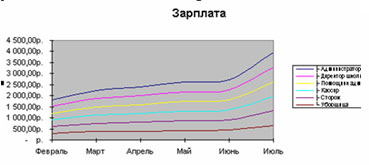 Зарплата
4 500,00р.
4 000,00р.
3 500,00р.
3 000,00р.
2 500,00р.
2 000,00р.
1 500,00р.
1 000,00р.
500,00р.
- р.
Февраль Март Апрель Май Июнь Июль
Администратор
Директор школ
Помощник
Кассир
Сторож
Уборщица